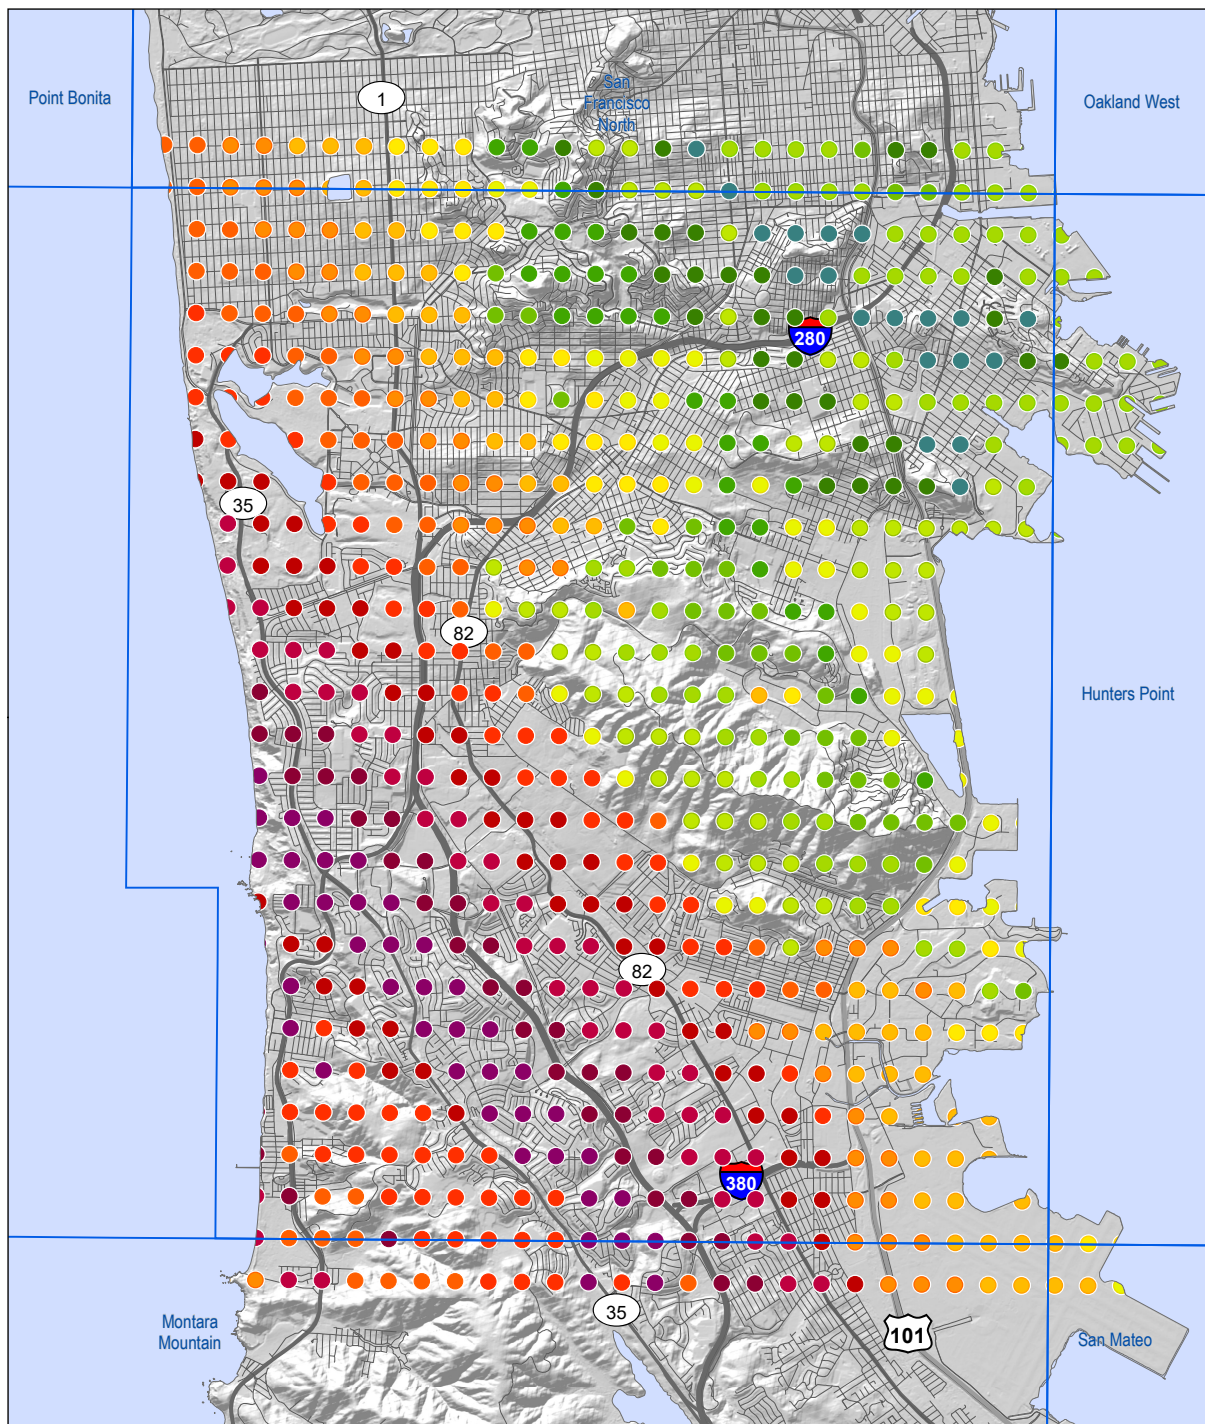 San
Francisco
North
Point Bonita
1
Oakland West
280
35
82
Hunters Point
82
380
35
Montara
Mountain
101
San Mateo